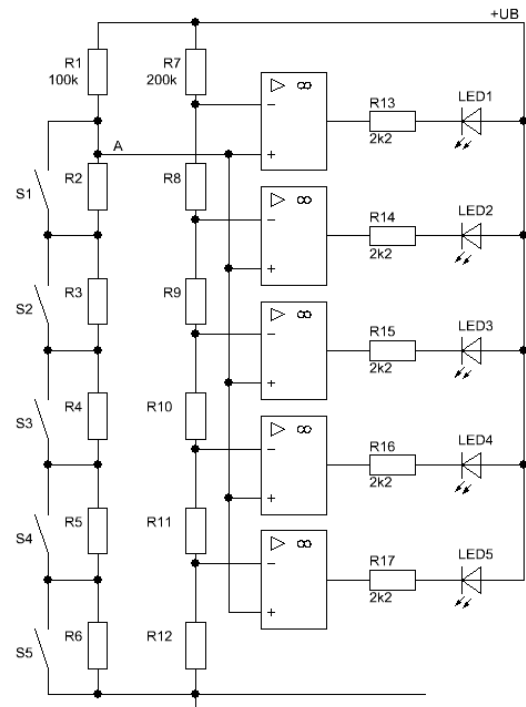 +UB
R1
100k
R7
200k
▷ ∞
−
+
R13
2k2
LED1
A
S1
R2
R8
▷ ∞
−
+
R14
2k2
LED2
S2
R3
R9
▷ ∞
−
+
R15
2k2
LED3
S3
R4
R10
▷ ∞
−
+
R16
2k2
LED4
S4
R5
R11
▷ ∞
−
+
R17
2k2
LED5
S5
R6
R12